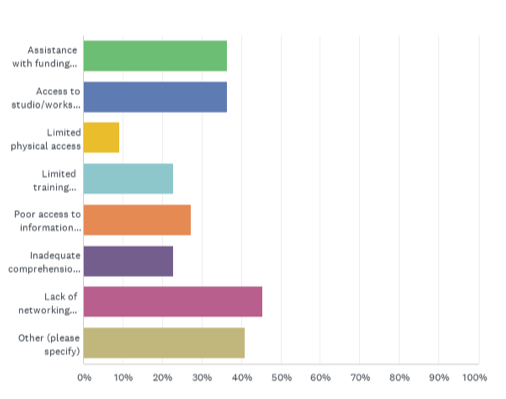 Assistance
with funding...
Access to
studio/works...
Limited
physical access
Limited
training...
Poor access to
information...
Inadequate
comprehensio...
Lack of
networking...
Other (please
specify)
0% 10% 20% 30% 40% 50% 60% 70% 80% 90% 100%